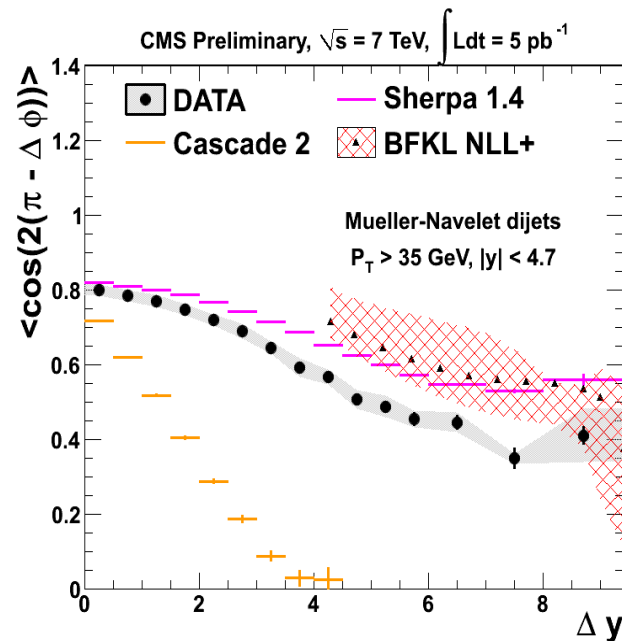 CMS Preliminary, √s = 7 TeV, ∫Ldt = 5 pb⁻¹
<cos(2(π - Δ ϕ))>
1.4
1.2
1
0.8
0.6
0.4
0.2
0
DATA
Sherpa 1.4
Cascade 2
BFKL NLL+
Mueller-Navelet dijets
P_T > 35 GeV, |y| < 4.7
0 2 4 6 8
Δ y